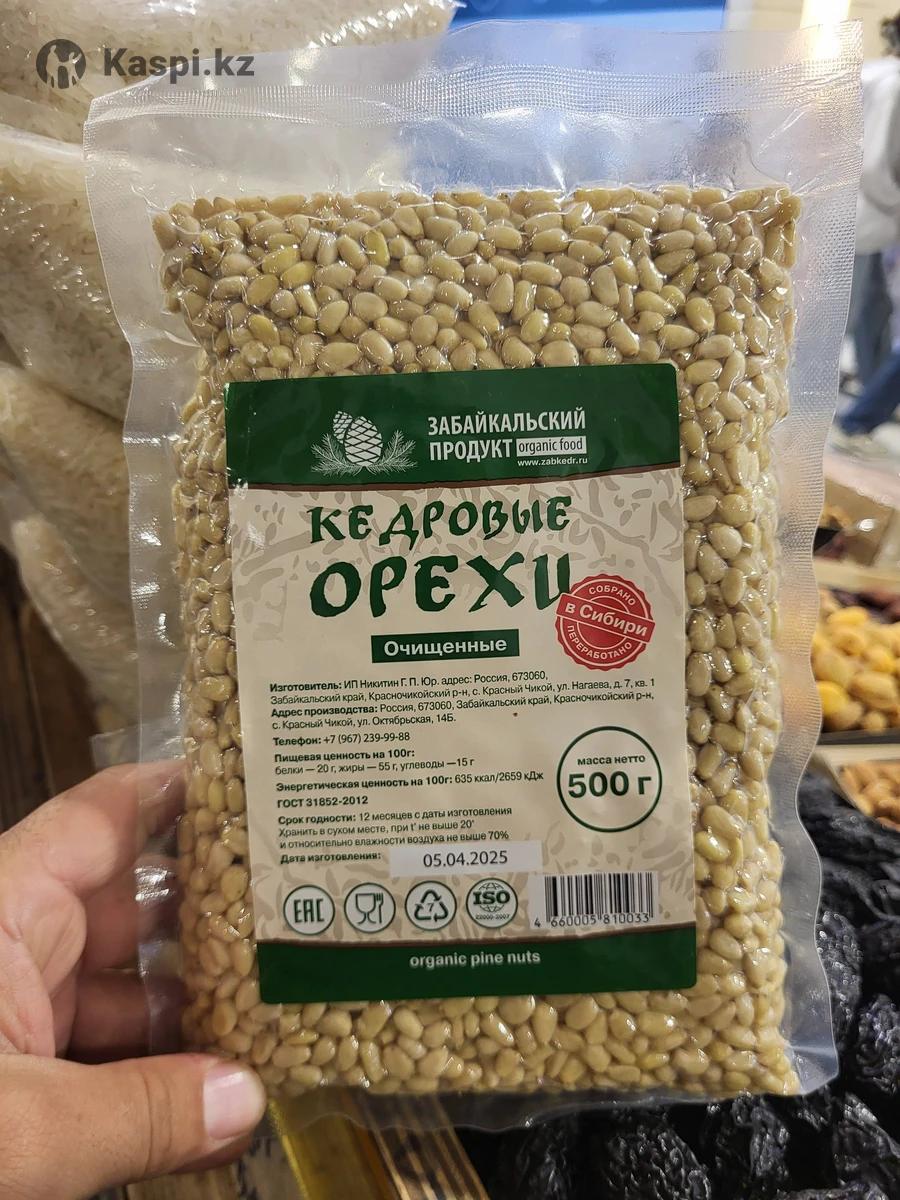 Kaspi.kz
ЗАБАЙКАЛЬСКИЙ
ПРОДУКТ organic food
www.zabkedr.ru
КЕДРОВЫЕ
ОРЕХИ
Очищенные
СОБРАНО
в Сибири
ПЕРЕРАБОТАНО
Изготовитель: ИП Никитин Г. П. Юр. адрес: Россия, 673060,
Забайкальский край, Красночикойский р-н, с. Красный Чикой, ул. Нагаева, д. 7, кв. 1
Адрес производства: Россия, 673060, Забайкальский край, Красночикойский р-н,
с. Красный Чикой, ул. Октябрьская, 14Б.
Телефон: +7 (967) 239-99-88
Пищевая ценность на 100г:
белки — 20 г, жиры — 55 г, углеводы —15 г
Энергетическая ценность на 100г: 635 ккал/2659 кДж
ГОСТ 31852-2012
Срок годности: 12 месяцев с даты изготовления
Хранить в сухом месте, при t° не выше 20°
и относительно влажности воздуха не выше 70%
Дата изготовления: 05.04.2025
масса нетто
500 г
EAC
7
ISO
22000-2007
4 660005 810033
organic pine nuts